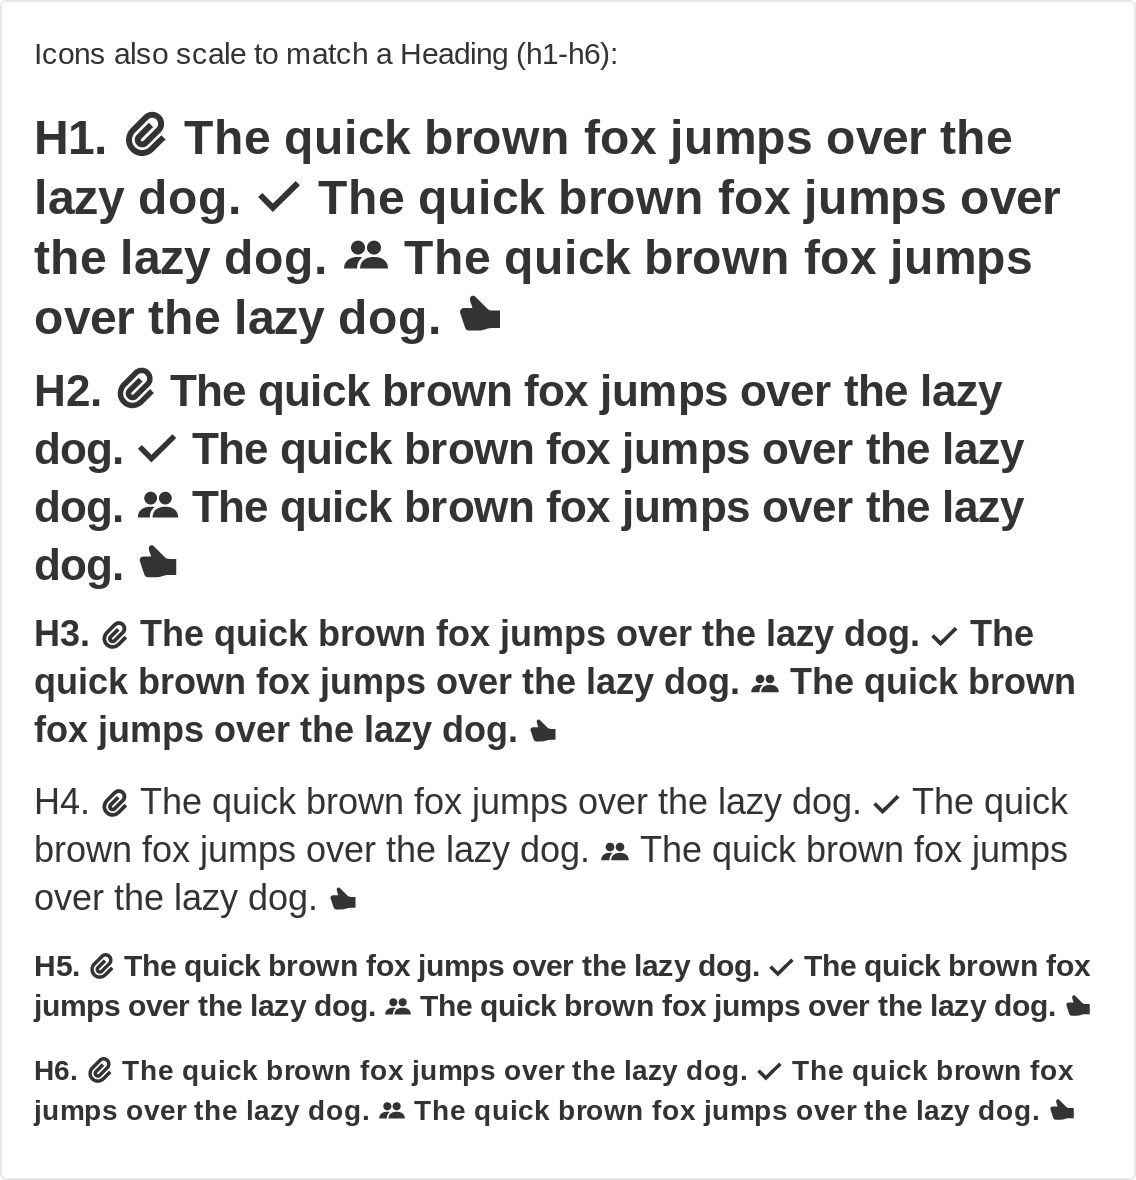 Icons also scale to match a Heading (h1-h6):
H1. The quick brown fox jumps over the
lazy dog. The quick brown fox jumps over
the lazy dog. The quick brown fox jumps
over the lazy dog.
H2. The quick brown fox jumps over the lazy
dog. The quick brown fox jumps over the lazy
dog. The quick brown fox jumps over the lazy
dog.
H3. The quick brown fox jumps over the lazy dog. The
quick brown fox jumps over the lazy dog. The quick brown
fox jumps over the lazy dog.
H4. The quick brown fox jumps over the lazy dog. The quick
brown fox jumps over the lazy dog. The quick brown fox jumps
over the lazy dog.
H5. The quick brown fox jumps over the lazy dog. The quick brown fox
jumps over the lazy dog. The quick brown fox jumps over the lazy dog.
H6. The quick brown fox jumps over the lazy dog. The quick brown fox
jumps over the lazy dog. The quick brown fox jumps over the lazy dog.